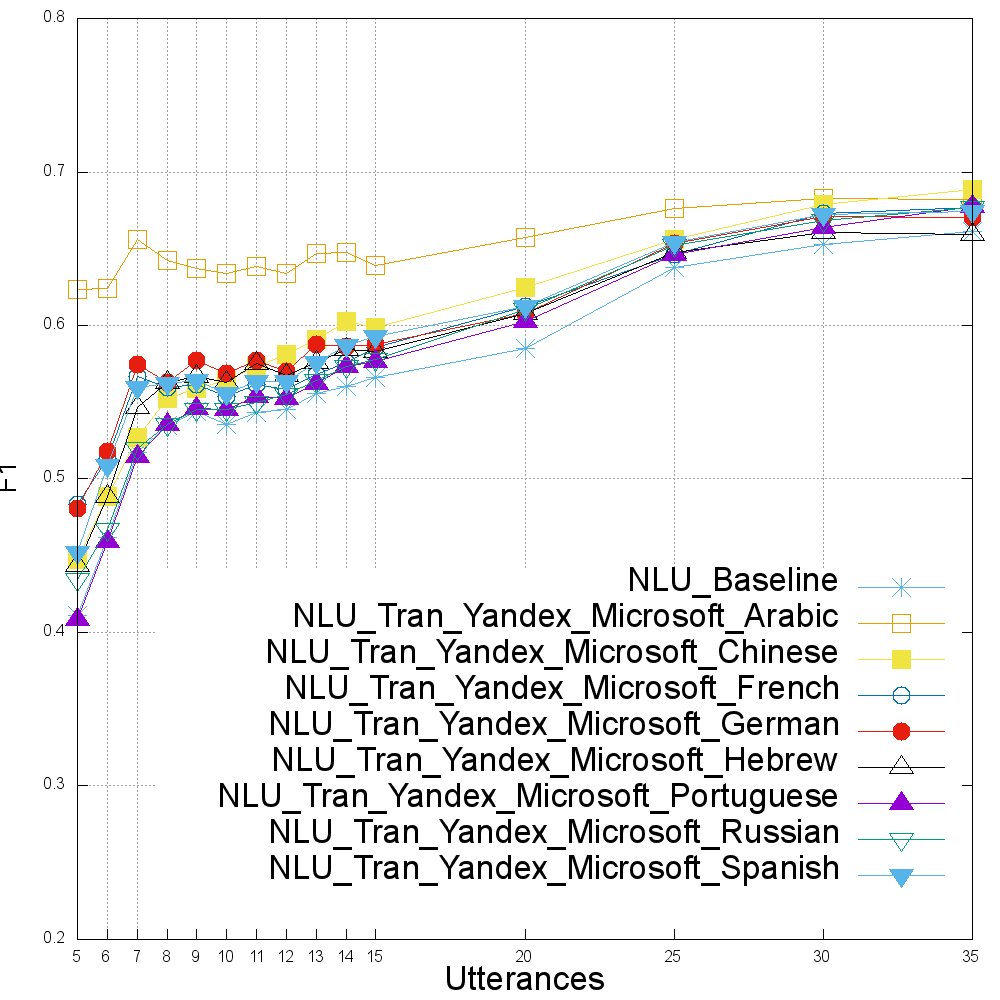 0.8
0.7
0.6
0.5
F1
0.4
0.3
0.2
NLU_Baseline
NLU_Tran_Yandex_Microsoft_Arabic
NLU_Tran_Yandex_Microsoft_Chinese
NLU_Tran_Yandex_Microsoft_French
NLU_Tran_Yandex_Microsoft_German
NLU_Tran_Yandex_Microsoft_Hebrew
NLU_Tran_Yandex_Microsoft_Portuguese
NLU_Tran_Yandex_Microsoft_Russian
NLU_Tran_Yandex_Microsoft_Spanish
5 6 7 8 9 10 11 12 13 14 15 20 25 30 35
Utterances